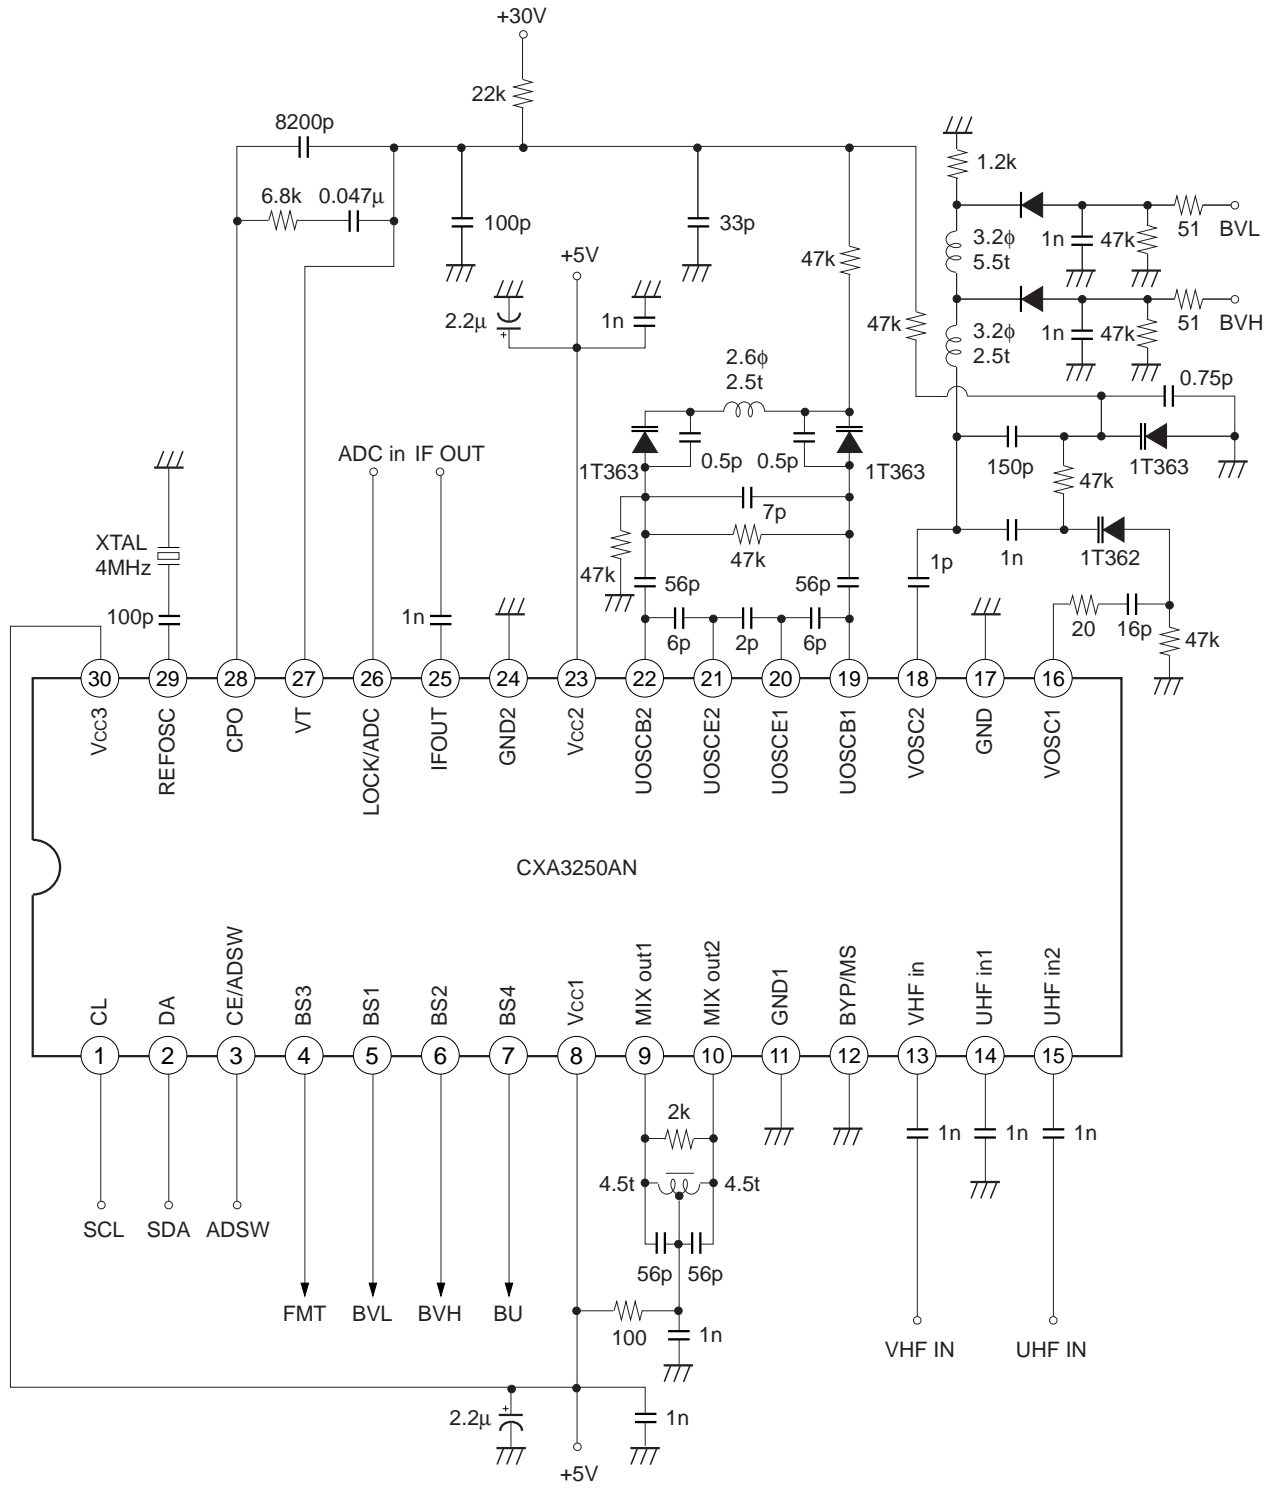 +30V
22k
8200p
6.8k
0.047μ
100p
33p
1.2k
3.2ϕ
5.5t
1n
47k
51
BVL
+5V
2.2μ
1n
47k
47k
3.2ϕ
2.5t
1n
47k
51
BVH
2.6ϕ
2.5t
0.75p
ADC in
IF OUT
1T363
0.5p
0.5p
1T363
150p
1T363
47k
7p
XTAL
4MHz
47k
47k
1p
1n
1T362
100p
1n
56p
56p
20
16p
47k
6p
2p
6p
30
29
28
27
26
25
24
23
22
21
20
19
18
17
16
Vcc3
REFOSC
CPO
VT
LOCK/ADC
IFOUT
GND2
Vcc2
UOSCB2
UOSCE2
UOSCE1
UOSCB1
VOSC2
GND
VOSC1
CXA3250AN
CL
DA
CE/ADSW
BS3
BS1
BS2
BS4
Vcc1
MIX out1
MIX out2
GND1
BYP/MS
VHF in
UHF in1
UHF in2
1
2
3
4
5
6
7
8
9
10
11
12
13
14
15
2k
1n
1n
1n
4.5t
4.5t
SCL
SDA
ADSW
56p
56p
FMT
BVL
BVH
BU
100
1n
VHF IN
UHF IN
2.2μ
1n
+5V
+
+